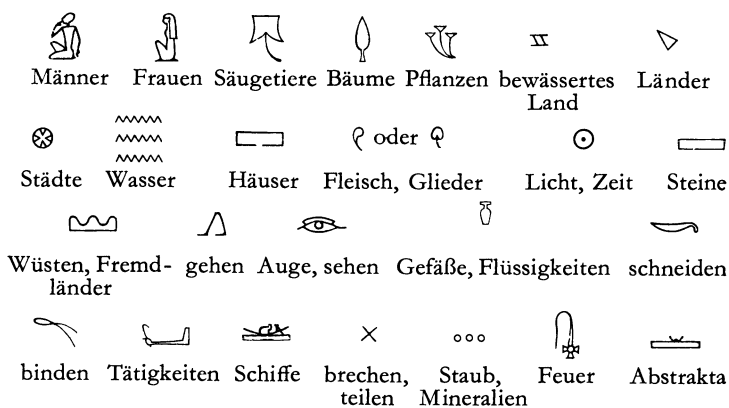 Männer Frauen Säugetiere Bäume Pflanzen bewässertes Land Länder
oder
Städte Wasser Häuser Fleisch, Glieder Licht, Zeit Steine
Wüsten, Fremd-länder gehen Auge, sehen Gefäße, Flüssigkeiten schneiden
binden Tätigkeiten Schiffe brechen, teilen Staub, Mineralien Feuer Abstrakta